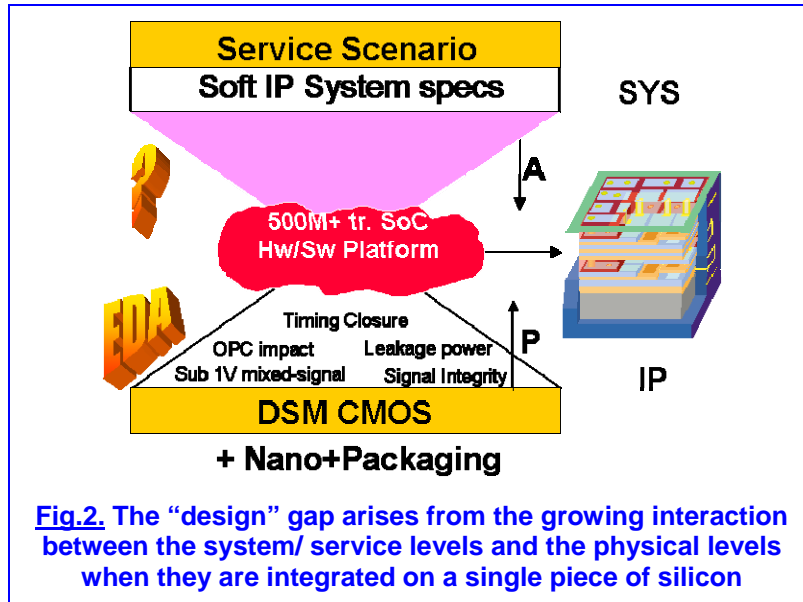 Service Scenario
Soft IP System specs
SYS
?
A
500M+ tr. SoC
Hw/Sw Platform
EDA
Timing Closure
OPC impact Leakage power
P
Sub 1V mixed-signal Signal Integrity
IP
DSM CMOS
+ Nano+Packaging
Fig.2. The “design” gap arises from the growing interaction
between the system/ service levels and the physical levels
when they are integrated on a single piece of silicon